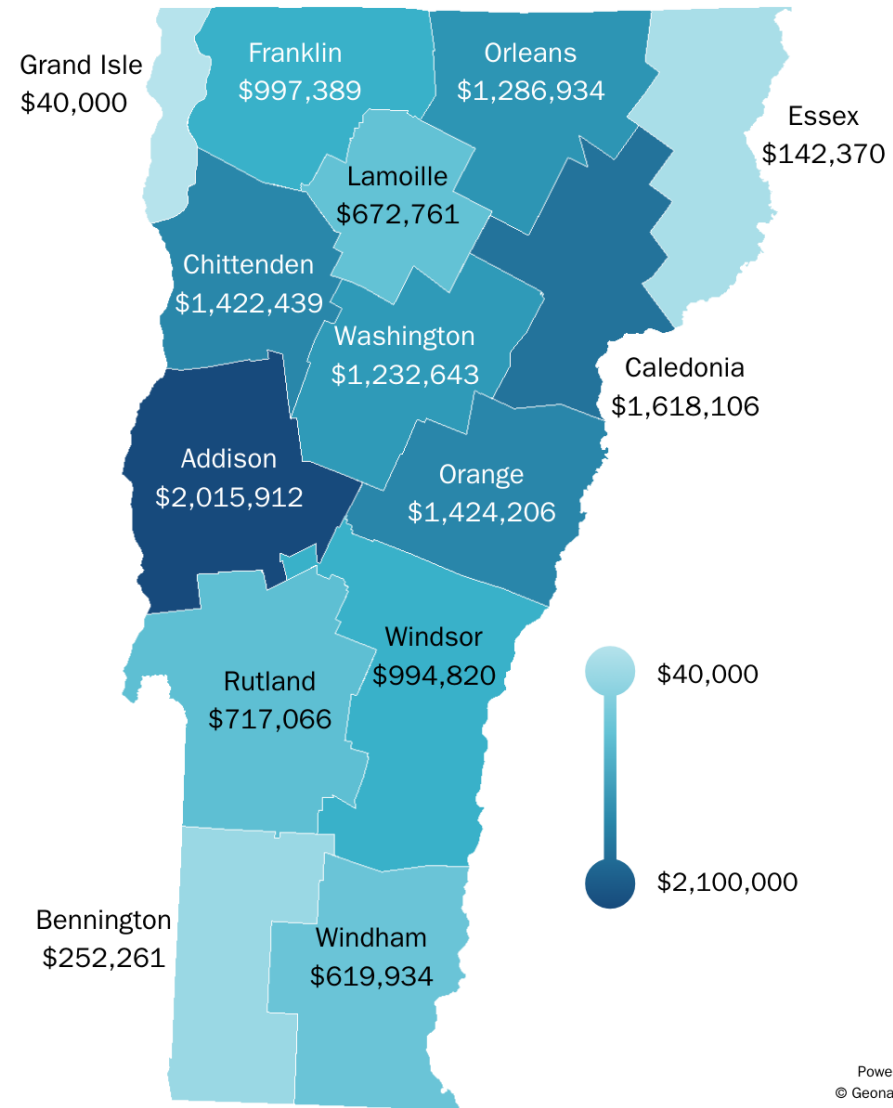 Franklin
$997,389
Orleans
$1,286,934
Grand Isle
$40,000
Essex
$142,370
Lamoille
$672,761
Chittenden
$1,422,439
Washington
$1,232,643
Caledonia
$1,618,106
Addison
$2,015,912
Orange
$1,424,206
Windsor
$994,820
Rutland
$717,066
$40,000
$2,100,000
Bennington
$252,261
Windham
$619,934
Powe
© Geona